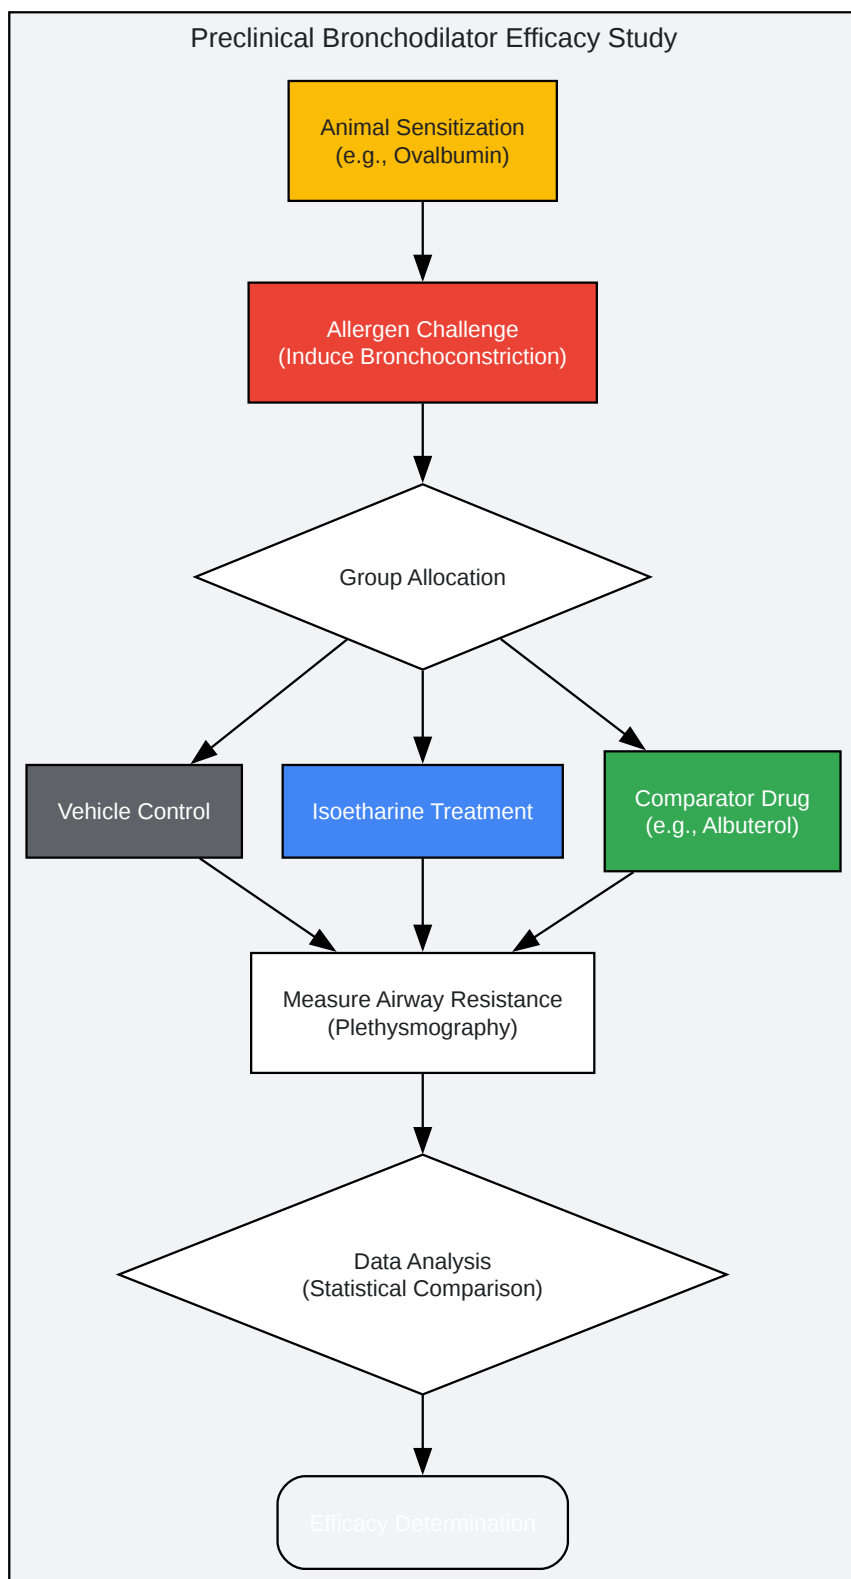 Preclinical Bronchodilator Efficacy Study
Animal Sensitization
(e.g., Ovalbumin)
Allergen Challenge
(Induce Bronchoconstriction)
Group Allocation
Vehicle Control
Isoetharine Treatment
Comparator Drug
(e.g., Albuterol)
Measure Airway Resistance
(Plethysmography)
Data Analysis
(Statistical Comparison)
Efficacy Determination